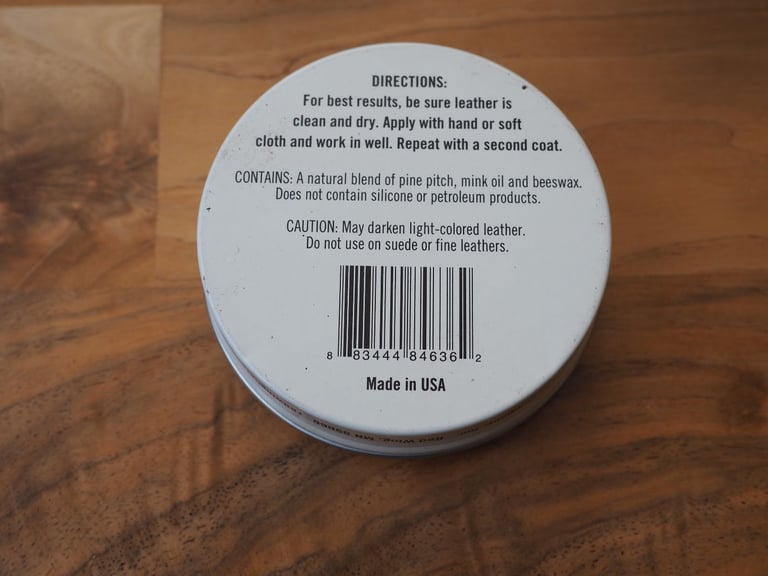 DIRECTIONS:
For best results, be sure leather is
clean and dry. Apply with hand or soft
cloth and work in well. Repeat with a second coat.
CONTAINS: A natural blend of pine pitch, mink oil and beeswax.
Does not contain silicone or petroleum products.
CAUTION: May darken light-colored leather.
Do not use on suede or fine leathers.
8 83444 84636 2
Made in USA
Red Wing, MN